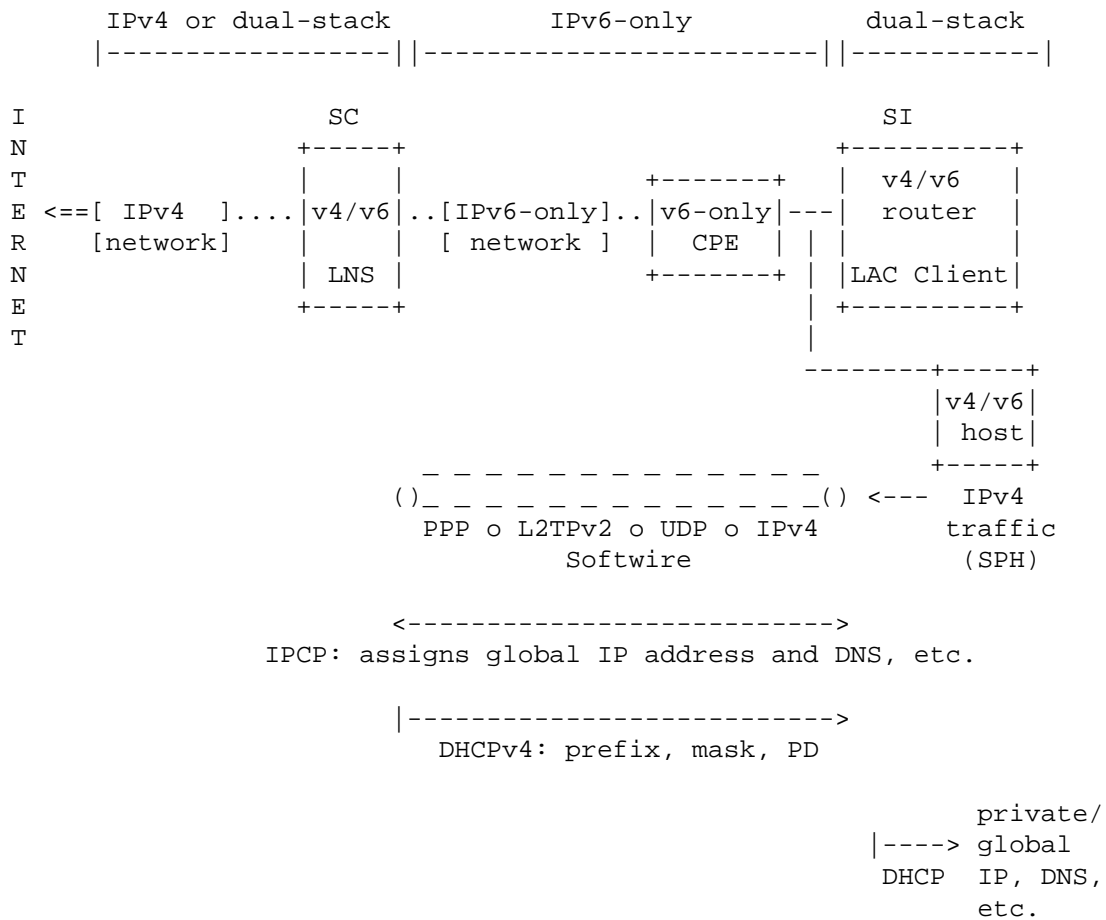 IPv4 or dual-stack IPv6-only dual-stack
|------------------||-------------------------||------------|
I SC SI
N +-----+ +----------+
T | | +-------+ | v4/v6 |
E <==[ IPv4 ]....|v4/v6|..[IPv6-only]..|v6-only|---| router |
R [network] | | [ network ] | CPE | | | |
N | LNS | +-------+ | |LAC Client|
E +-----+ | +----------+
T |
--------+-----+
|v4/v6|
| host|
_ _ _ _ _ _ _ _ _ _ _ _ _ +-----+
()_ _ _ _ _ _ _ _ _ _ _ _ _() <--- IPv4
PPP o L2TPv2 o UDP o IPv4 traffic
Softwire (SPH)
<--------------------------->
IPCP: assigns global IP address and DNS, etc.
|--------------------------->
DHCPv4: prefix, mask, PD
private/
|----> global
DHCP IP, DNS,
etc.